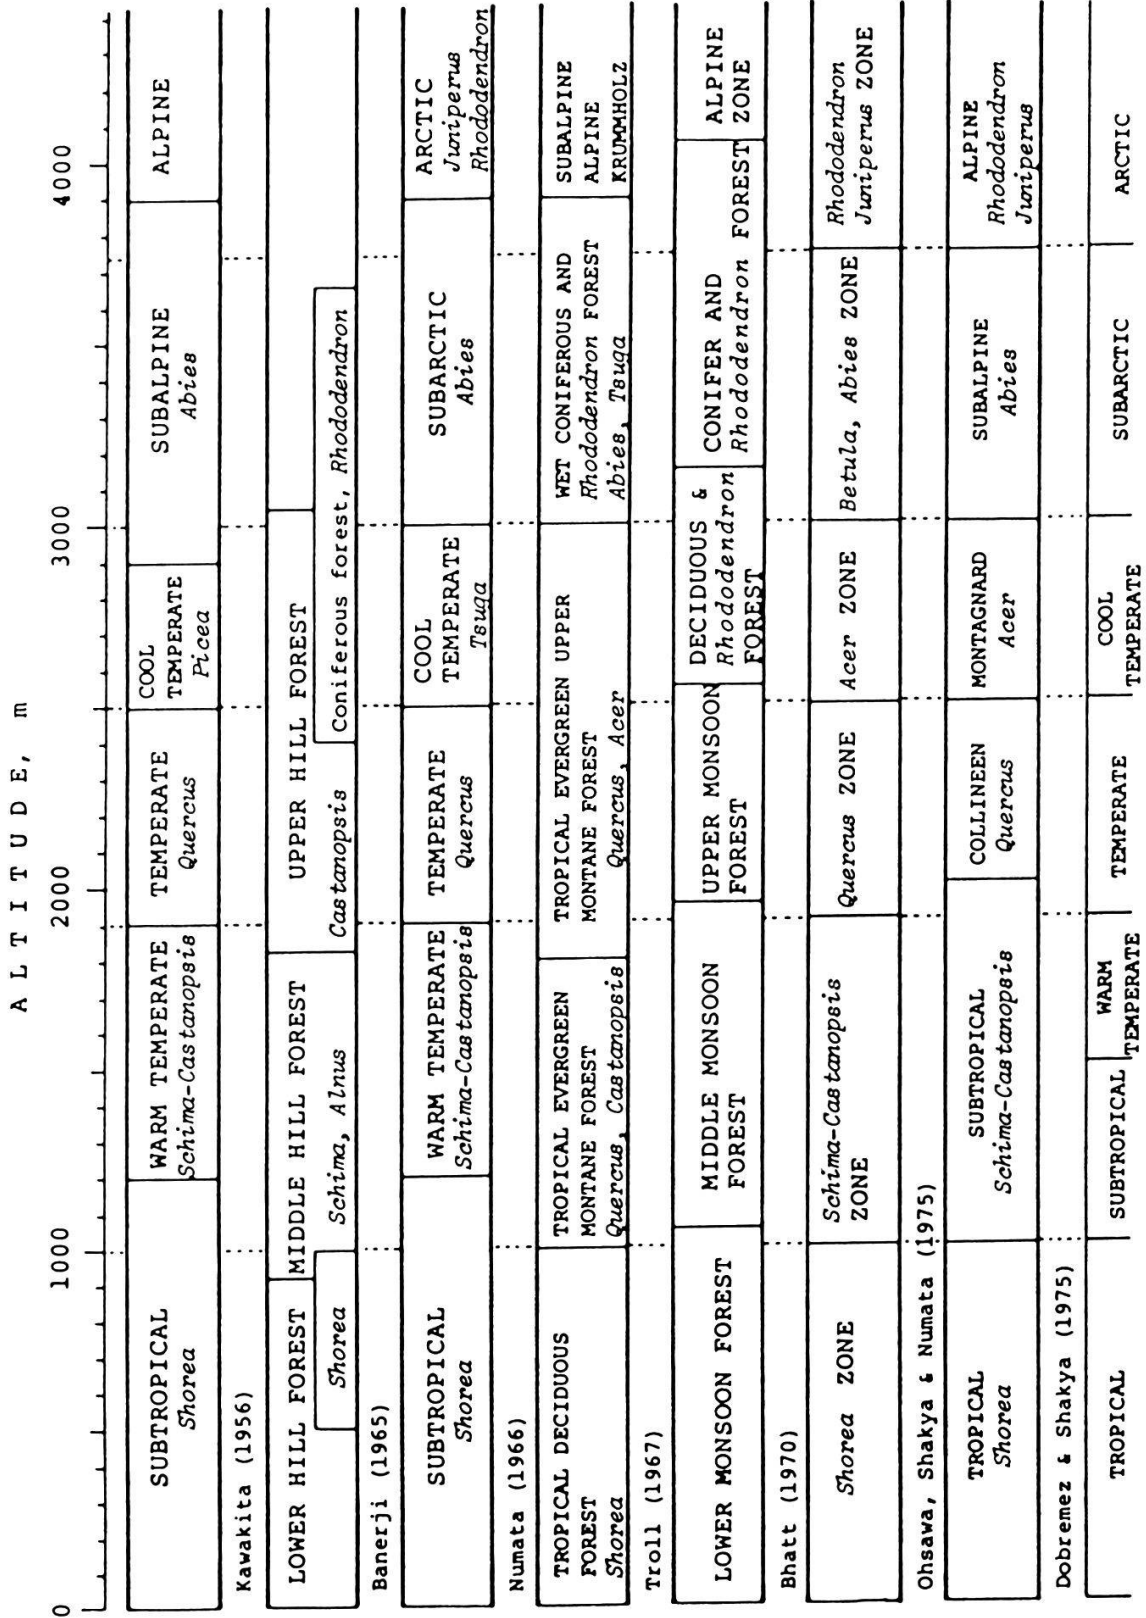 ALTITUDE, m
0
1000
2000
3000
4000
SUBTROPICAL
Shorea
WARM TEMPERATE
Schima-Castanopsis
TEMPERATE
Quercus
COOL
TEMPERATE
Picea
SUBALPINE
Abies
ALPINE
Kawakita (1956)
LOWER HILL FOREST
Shorea
MIDDLE HILL FOREST
Schima, Alnus
UPPER HILL FOREST
Castanopsis
Coniferous forest, Rhododendron
Banerji (1965)
SUBTROPICAL
Shorea
WARM TEMPERATE
Schima-Castanopsis
TEMPERATE
Quercus
COOL
TEMPERATE
Tsuga
SUBARCTIC
Abies
ARCTIC
Juniperus
Rhododendron
Numata (1966)
TROPICAL DECIDUOUS
FOREST
Shorea
TROPICAL EVERGREEN
MONTANE FOREST
Quercus, Castanopsis
TROPICAL EVERGREEN UPPER
MONTANE FOREST
Quercus, Acer
WET CONIFEROUS AND
Rhododendron FOREST
Abies, Tsuga
SUBALPINE
ALPINE
KRUMMHOLZ
Troll (1967)
LOWER MONSOON FOREST
MIDDLE MONSOON
FOREST
UPPER MONSOON
FOREST
DECIDUOUS &
Rhododendron
FOREST
CONIFER AND
Rhododendron FOREST
ALPINE
ZONE
Bhatt (1970)
Shorea ZONE
Schima-Castanopsis
ZONE
Quercus ZONE
Acer ZONE
Betula, Abies ZONE
Rhododendron
Juniperus ZONE
Ohsawa, Shakya & Numata (1975)
TROPICAL
Shorea
SUBTROPICAL
Schima-Castanopsis
COLLINEEN
Quercus
MONTAGNARD
Acer
SUBALPINE
Abies
ALPINE
Rhododendron
Juniperus
Dobremez & Shakya (1975)
TROPICAL
SUBTROPICAL
WARM
TEMPERATE
TEMPERATE
COOL
TEMPERATE
SUBARCTIC
ARCTIC